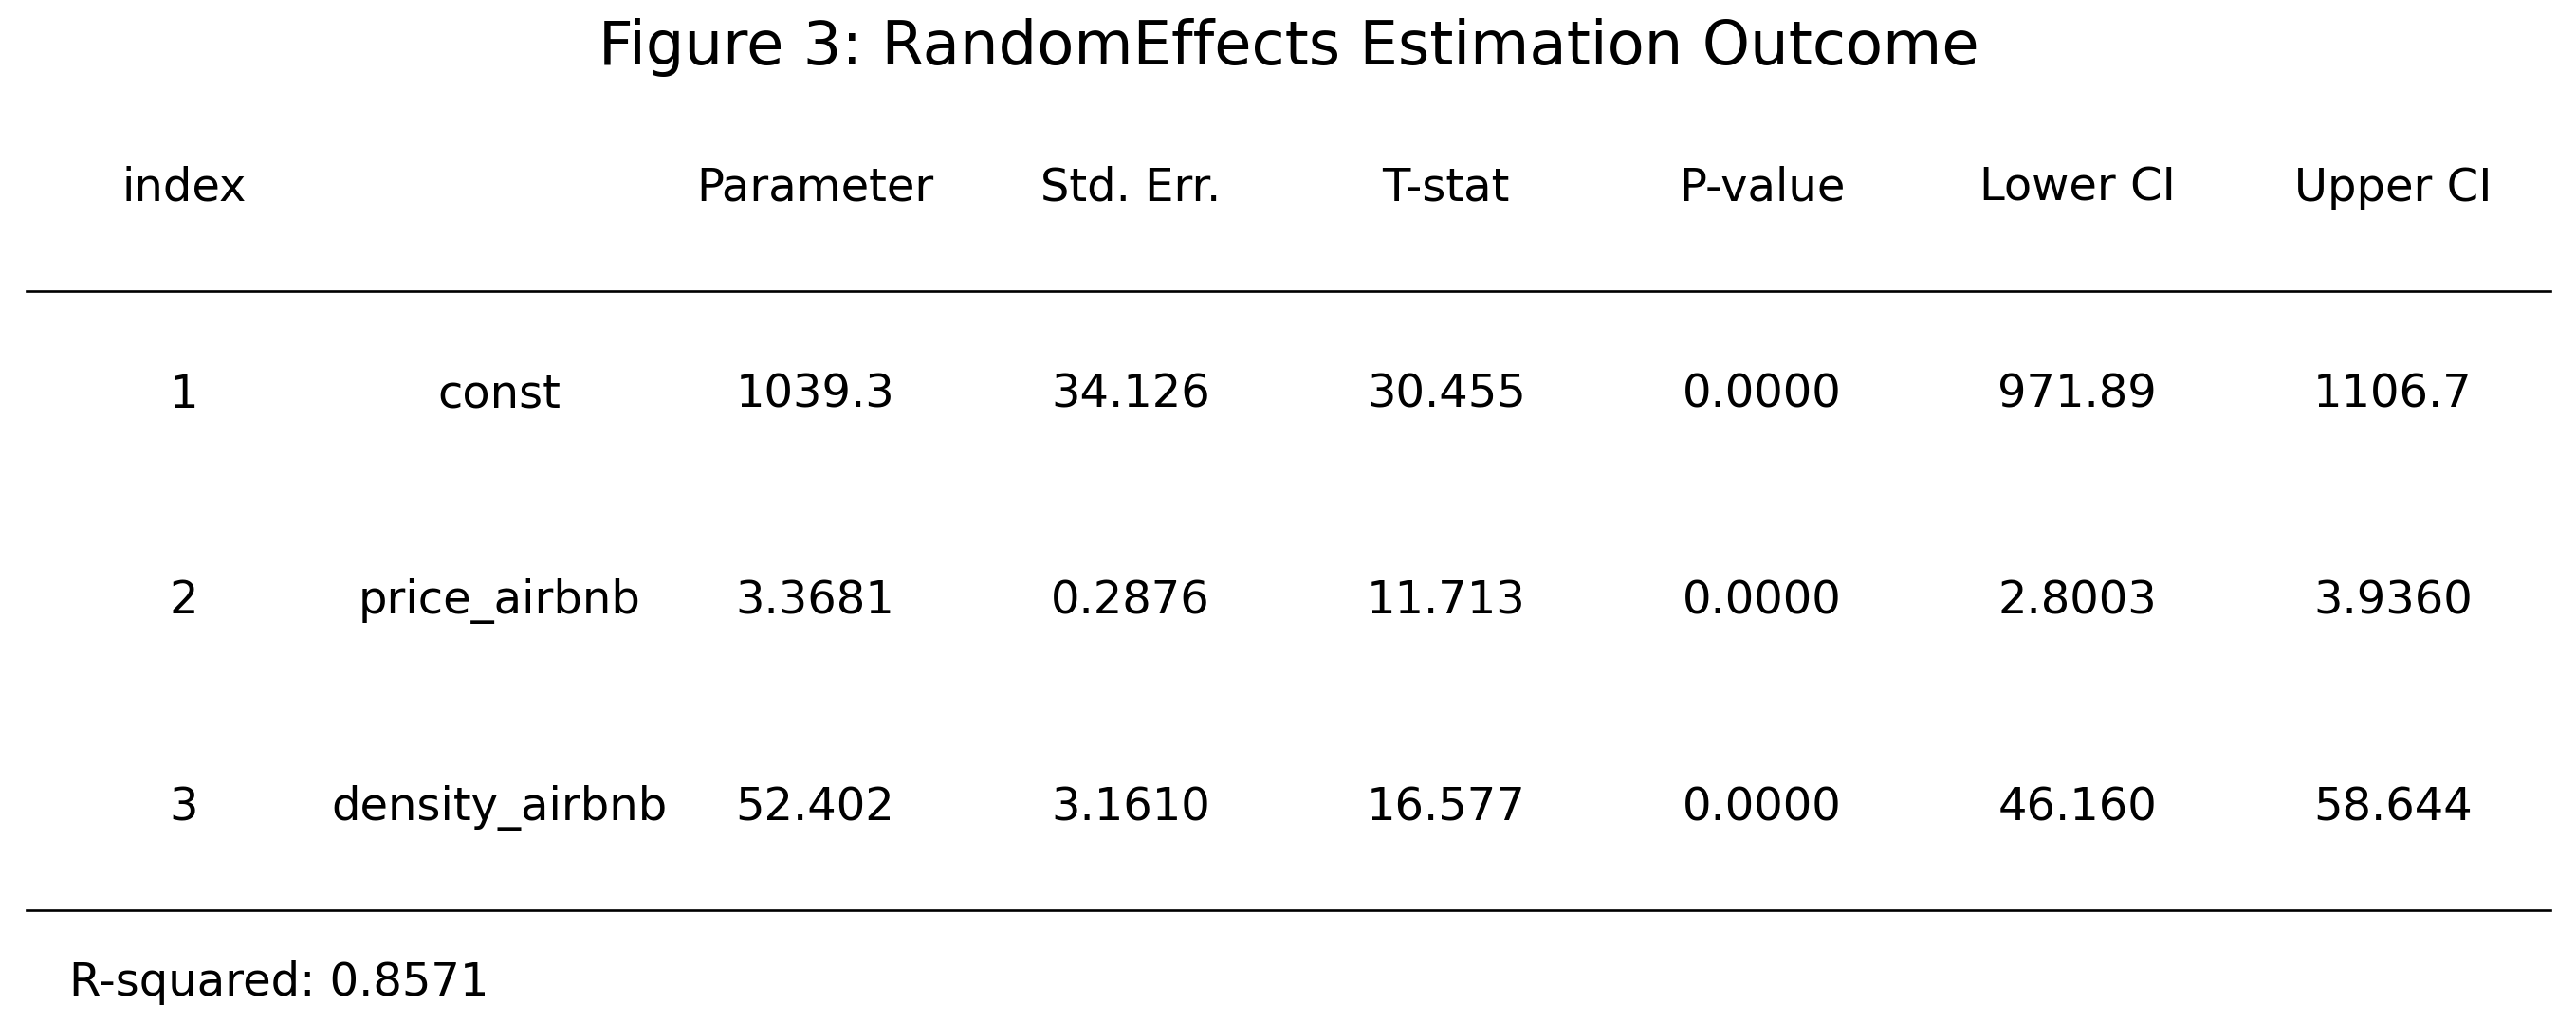 Figure 3: RandomEffects Estimation Outcome
index Parameter Std. Err. T-stat P-value Lower CI Upper CI
1 const 1039.3 34.126 30.455 0.0000 971.89 1106.7
2 price_airbnb 3.3681 0.2876 11.713 0.0000 2.8003 3.9360
3 density_airbnb 52.402 3.1610 16.577 0.0000 46.160 58.644
R-squared: 0.8571